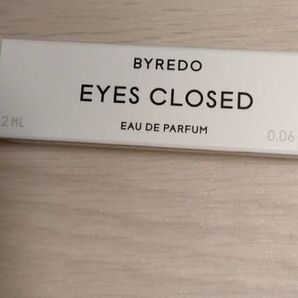 BYREDO
EYES CLOSED
2 ML EAU DE PARFUM 0.06